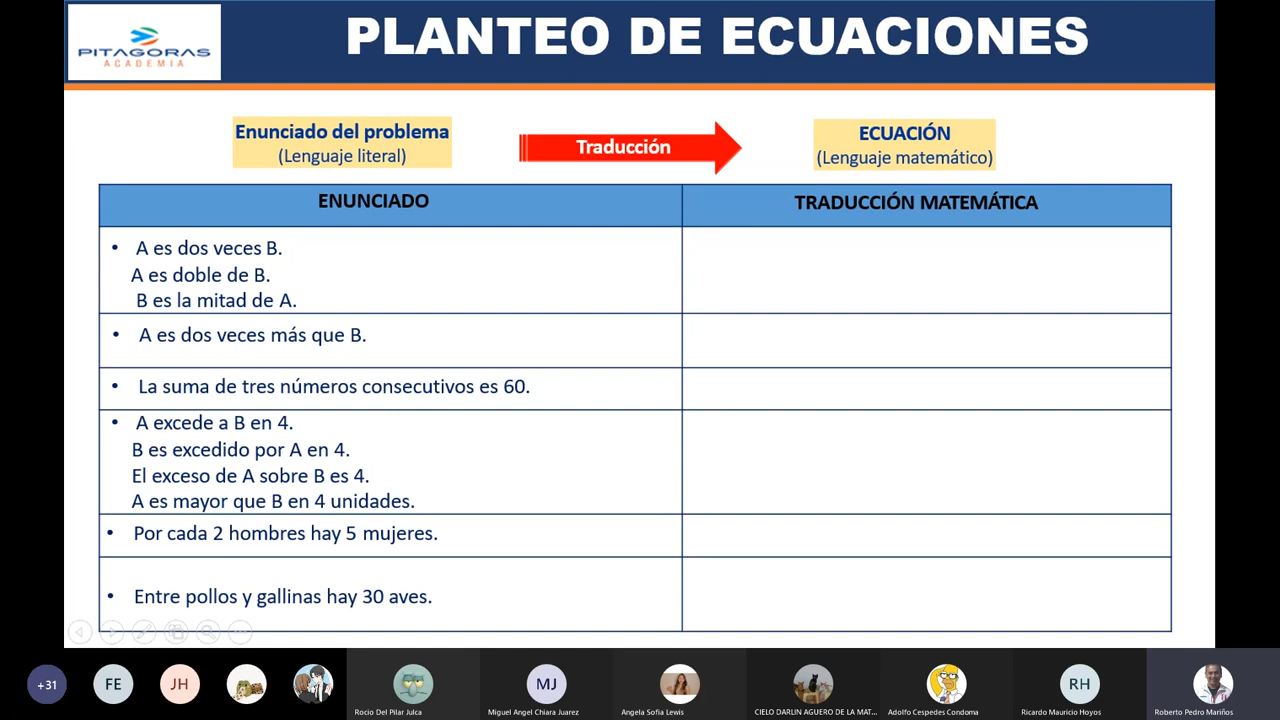 PITAGORAS
ACADEMIA
PLANTEO DE ECUACIONES
Enunciado del problema
(Lenguaje literal)
Traducción
ECUACIÓN
(Lenguaje matemático)
ENUNCIADO
TRADUCCIÓN MATEMÁTICA
• A es dos veces B.
A es doble de B.
B es la mitad de A.
• A es dos veces más que B.
• La suma de tres números consecutivos es 60.
• A excede a B en 4.
B es excedido por A en 4.
El exceso de A sobre B es 4.
A es mayor que B en 4 unidades.
• Por cada 2 hombres hay 5 mujeres.
• Entre pollos y gallinas hay 30 aves.
+31
FE
JH
MJ
RH
Rocio Del Pilar Julca
Miguel Angel Chiara Juarez
Angela Sofia Lewis
CIELO DARLIN AGUERO DE LA MAT...
Adolfo Cespedes Condoma
Ricardo Mauricio Hoyos
Roberto Pedro Mariños